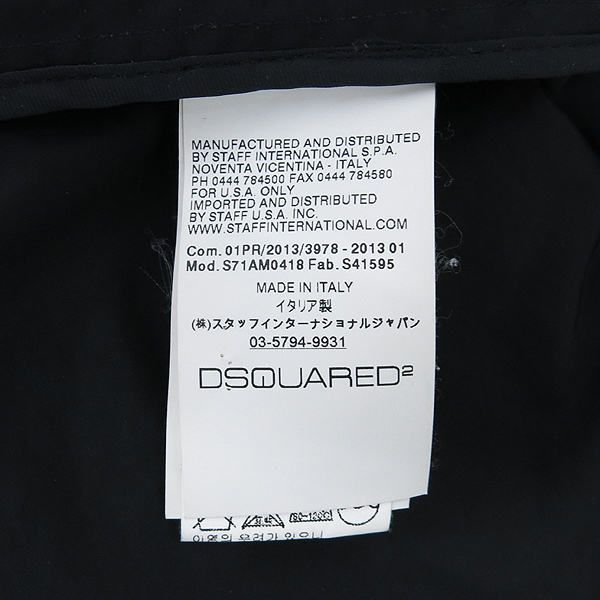 MANUFACTURED AND DISTRIBUTED
BY STAFF INTERNATIONAL S.P.A.
NOVENTA VICENTINA - ITALY
PH 0444 784500 FAX 0444 784580
FOR U.S.A. ONLY
IMPORTED AND DISTRIBUTED
BY STAFF U.S.A. INC.
WWW.STAFFINTERNATIONAL.COM
Com. 01PR/2013/3978 - 2013 01
Mod. S71AM0418 Fab. S41595
MADE IN ITALY
イタリア製
(株)スタッフインターナショナルジャパン
03-5794-9931
DSQUARED²